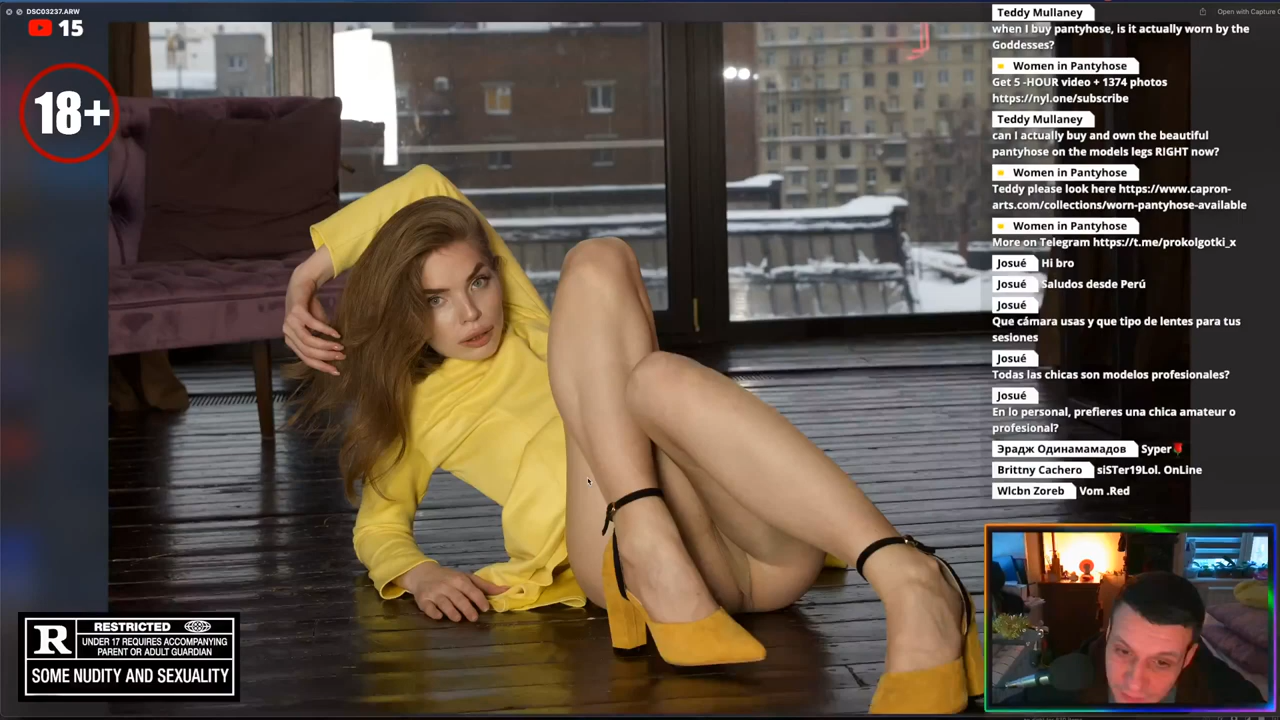 DSC03237.ARW
Open with Capture
15
18+
Teddy Mullaney
when I buy pantyhose, is it actually worn by the
Goddesses?
Women in Pantyhose
Get 5 -HOUR video + 1374 photos
https://nyl.one/subscribe
Teddy Mullaney
can I actually buy and own the beautiful
pantyhose on the models legs RIGHT now?
Women in Pantyhose
Teddy please look here https://www.capron-
arts.com/collections/worn-pantyhose-available
Women in Pantyhose
More on Telegram https://t.me/prokolgotki_x
Josué Hi bro
Josué Saludos desde Perú
Josué
Que cámara usas y que tipo de lentes para tus
sesiones
Josué
Todas las chicas son modelos profesionales?
Josué
En lo personal, prefieres una chica amateur o
profesional?
Эрадж Одинамамадов Syper
Brittny Cachero siSTer19Lol. OnLine
Wlcbn Zoreb Vom .Red
R
RESTRICTED
UNDER 17 REQUIRES ACCOMPANYING
PARENT OR ADULT GUARDIAN
SOME NUDITY AND SEXUALITY